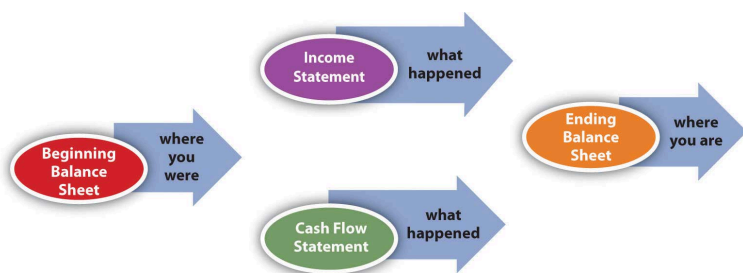 Beginning
Balance
Sheet
where
you
were
Income
Statement
what
happened
Cash Flow
Statement
what
happened
Ending
Balance
Sheet
where
you are